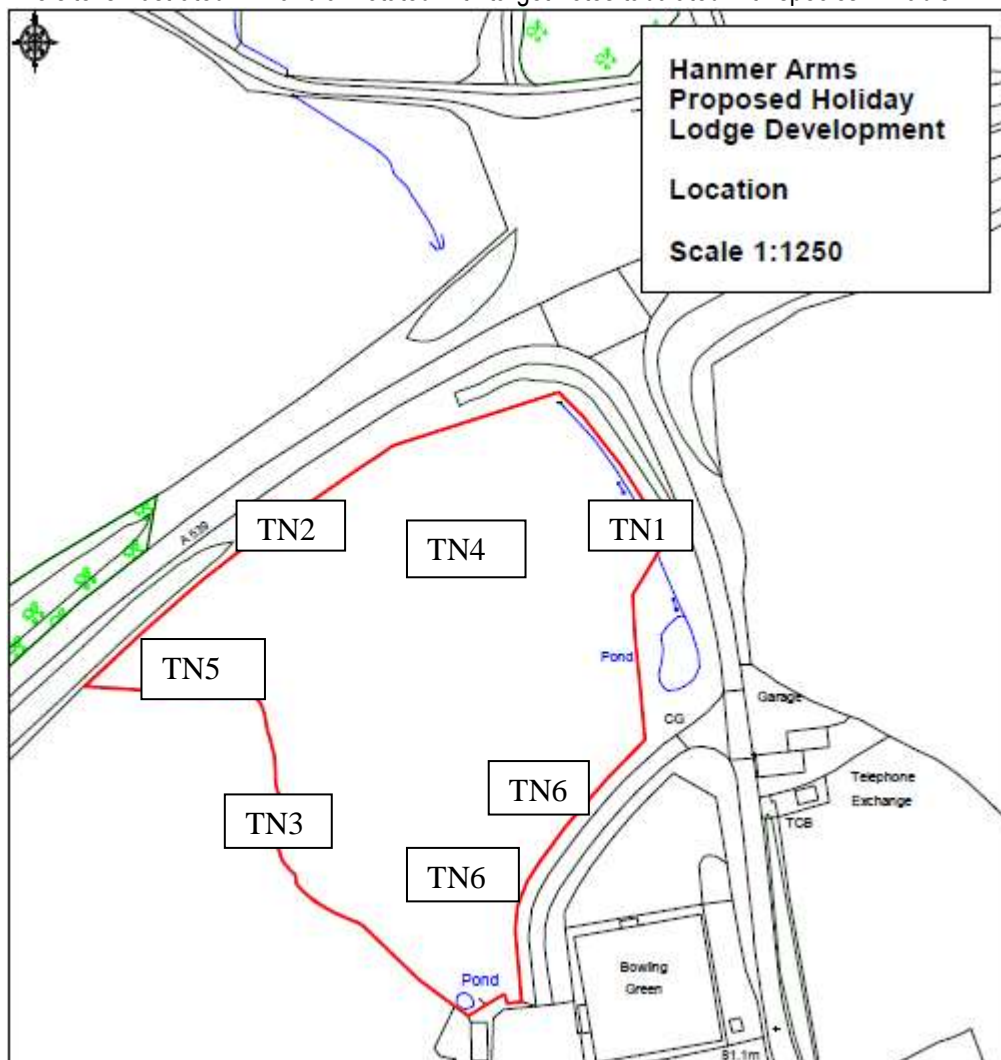 Hanmer Arms
Proposed Holiday
Lodge Development
Location
Scale 1:1250
TN2
TN4
TN1
A 539
TN5
Pond
Garage
CG
TN6
Telephone
Exchange
TN3
TCB
TN6
Pond
Bowling
Green
81.1m